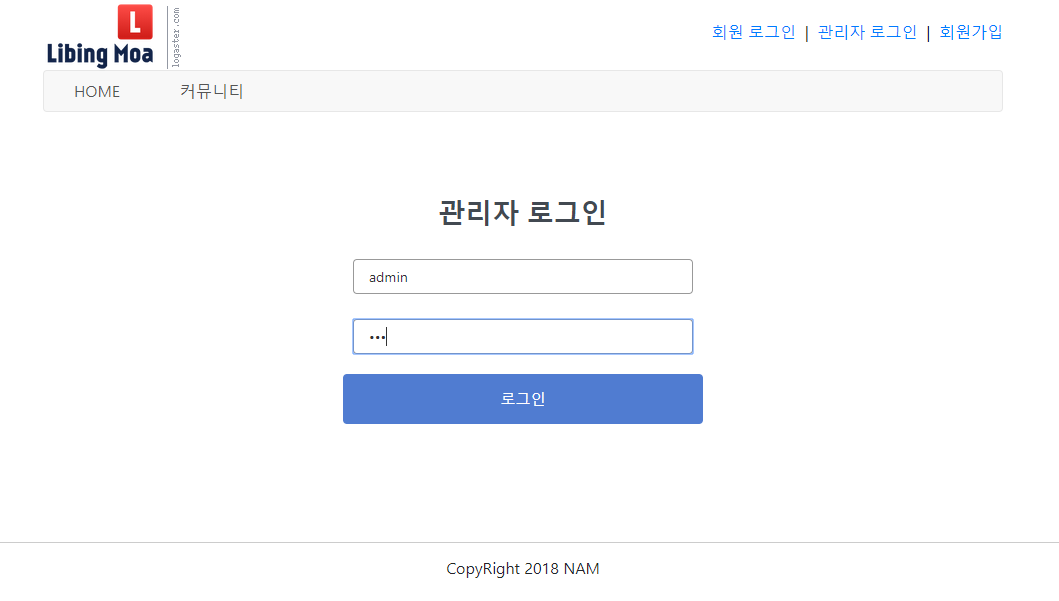 L
Libing Moa
logaster.com
회원 로그인 | 관리자 로그인 | 회원가입
HOME 커뮤니티
관리자 로그인
admin
•••
로그인
CopyRight 2018 NAM